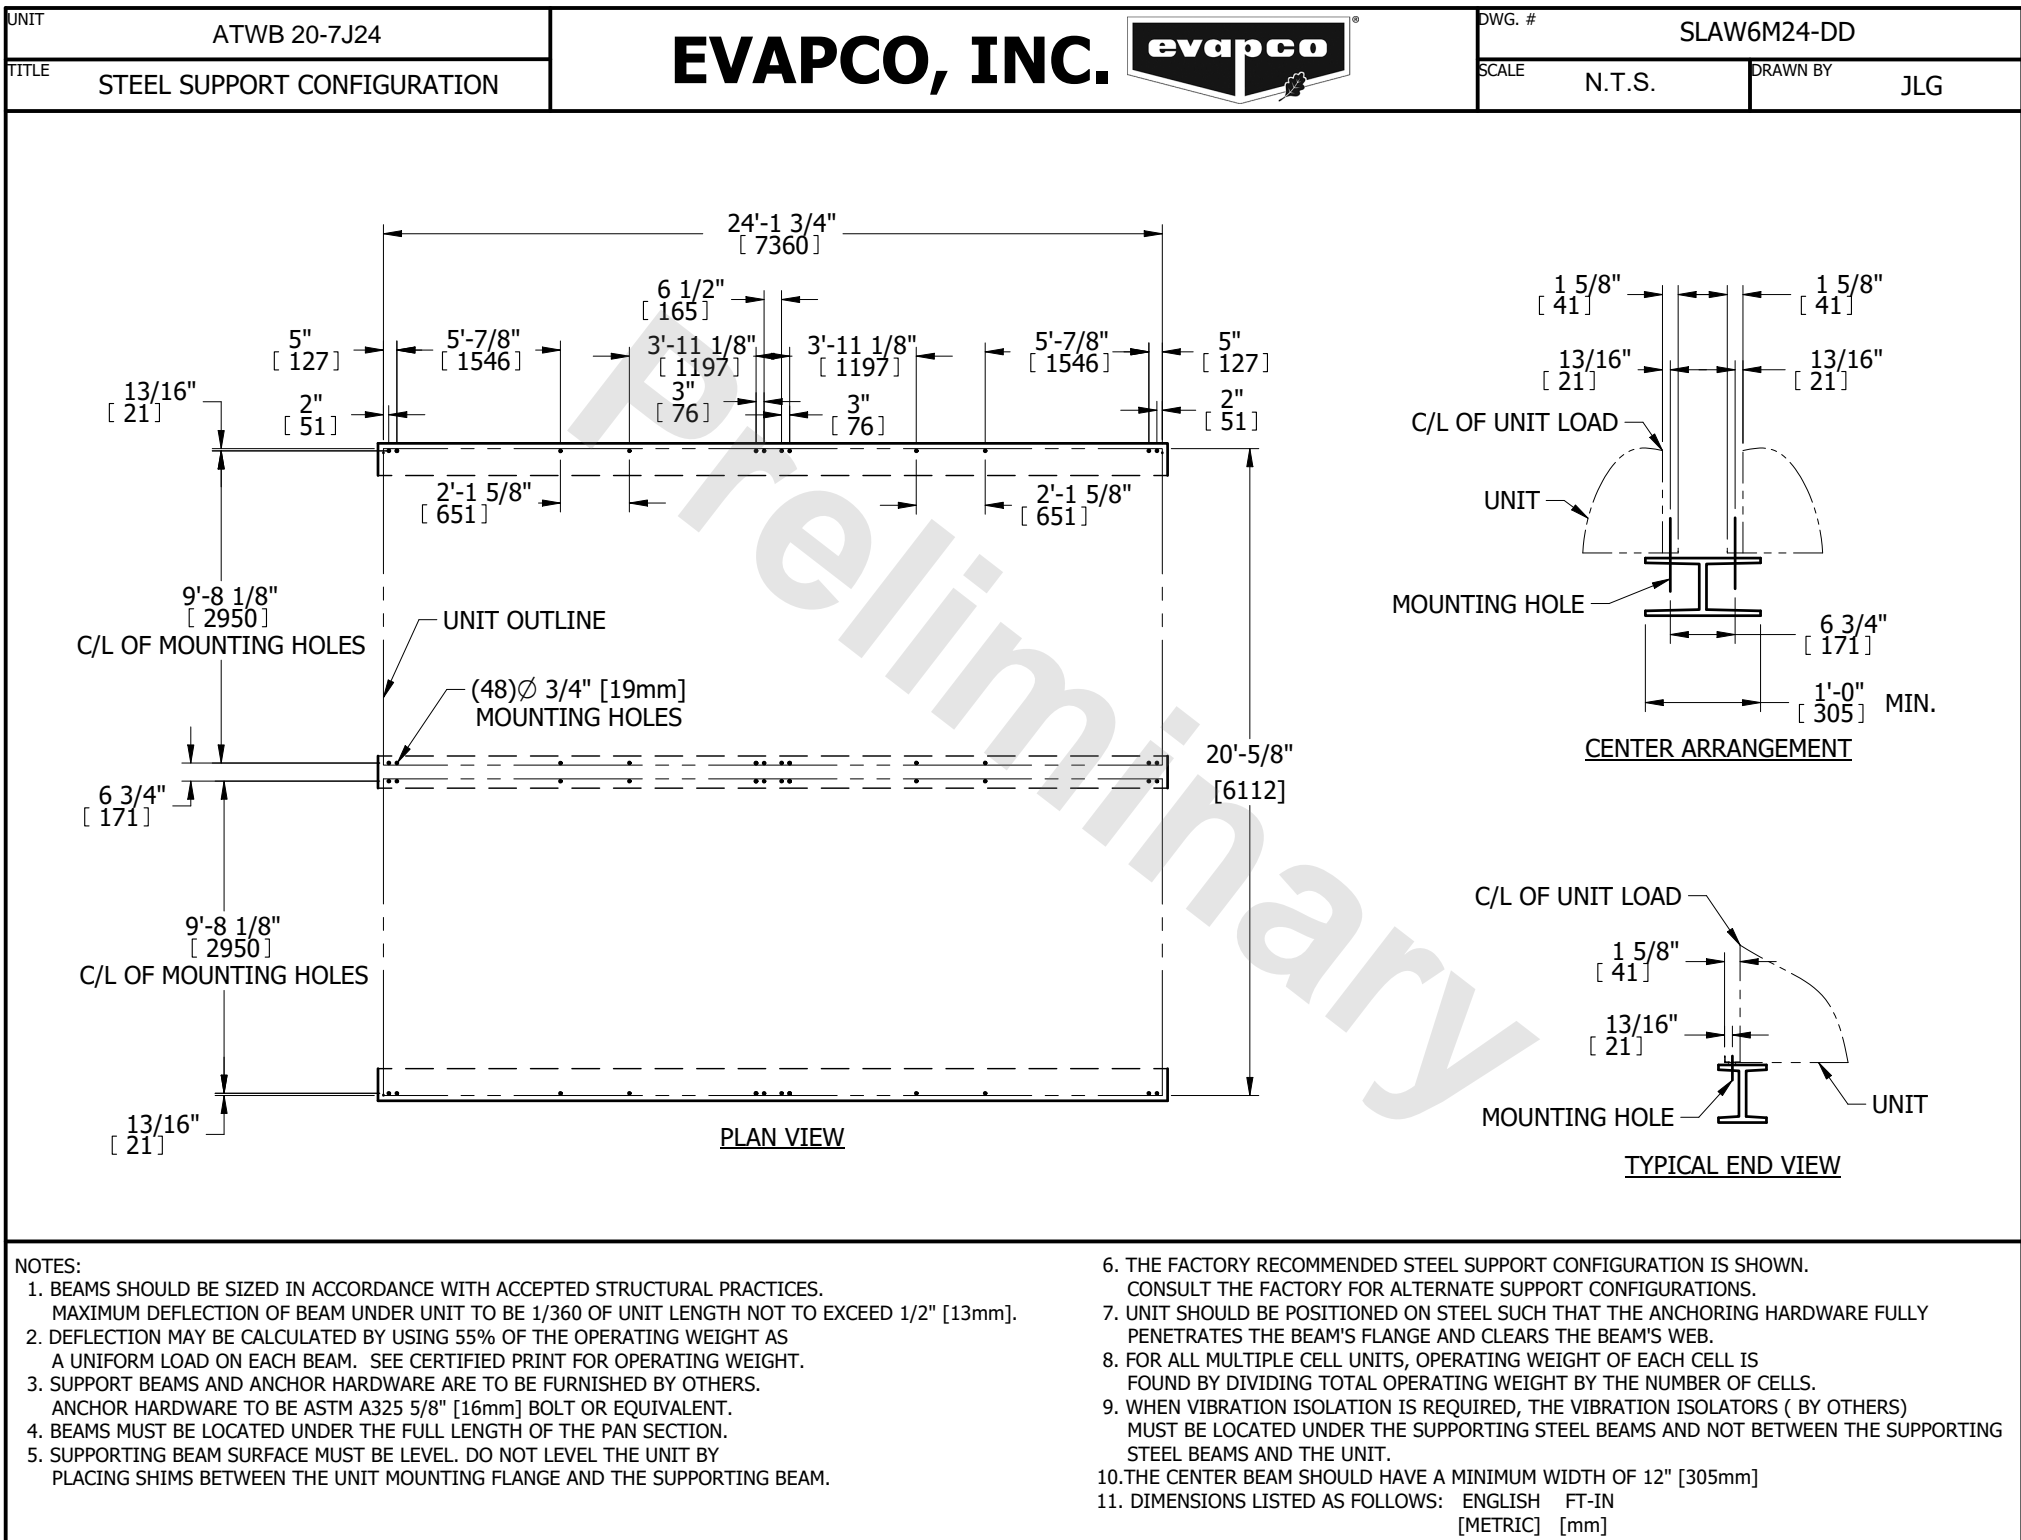 UNIT
ATWB 20-7J24
TITLE
STEEL SUPPORT CONFIGURATION
EVAPCO, INC.
evapco
®
DWG. #
SLAW6M24-DD
SCALE
N.T.S.
DRAWN BY
JLG
24'-1 3/4"
[ 7360]
6 1/2"
[ 165]
5"
[ 127]
5'-7/8"
[ 1546]
3'-11 1/8"
[ 1197]
3'-11 1/8"
[ 1197]
5'-7/8"
[ 1546]
5"
[ 127]
13/16"
[ 21]
2"
[ 51]
3"
[ 76]
3"
[ 76]
2"
[ 51]
2'-1 5/8"
[ 651]
2'-1 5/8"
[ 651]
9'-8 1/8"
[ 2950]
C/L OF MOUNTING HOLES
UNIT OUTLINE
(48)Ø 3/4" [19mm]
MOUNTING HOLES
6 3/4"
[ 171]
20'-5/8"
[6112]
9'-8 1/8"
[ 2950]
C/L OF MOUNTING HOLES
13/16"
[ 21]
PLAN VIEW
Preliminary
1 5/8"
[ 41]
1 5/8"
[ 41]
13/16"
[ 21]
13/16"
[ 21]
C/L OF UNIT LOAD
UNIT
MOUNTING HOLE
6 3/4"
[ 171]
1'-0"
[ 305] MIN.
CENTER ARRANGEMENT
C/L OF UNIT LOAD
1 5/8"
[ 41]
13/16"
[ 21]
MOUNTING HOLE
UNIT
TYPICAL END VIEW
NOTES:
1. BEAMS SHOULD BE SIZED IN ACCORDANCE WITH ACCEPTED STRUCTURAL PRACTICES.
MAXIMUM DEFLECTION OF BEAM UNDER UNIT TO BE 1/360 OF UNIT LENGTH NOT TO EXCEED 1/2" [13mm].
2. DEFLECTION MAY BE CALCULATED BY USING 55% OF THE OPERATING WEIGHT AS
A UNIFORM LOAD ON EACH BEAM. SEE CERTIFIED PRINT FOR OPERATING WEIGHT.
3. SUPPORT BEAMS AND ANCHOR HARDWARE ARE TO BE FURNISHED BY OTHERS.
ANCHOR HARDWARE TO BE ASTM A325 5/8" [16mm] BOLT OR EQUIVALENT.
4. BEAMS MUST BE LOCATED UNDER THE FULL LENGTH OF THE PAN SECTION.
5. SUPPORTING BEAM SURFACE MUST BE LEVEL. DO NOT LEVEL THE UNIT BY
PLACING SHIMS BETWEEN THE UNIT MOUNTING FLANGE AND THE SUPPORTING BEAM.
6. THE FACTORY RECOMMENDED STEEL SUPPORT CONFIGURATION IS SHOWN.
CONSULT THE FACTORY FOR ALTERNATE SUPPORT CONFIGURATIONS.
7. UNIT SHOULD BE POSITIONED ON STEEL SUCH THAT THE ANCHORING HARDWARE FULLY
PENETRATES THE BEAM'S FLANGE AND CLEARS THE BEAM'S WEB.
8. FOR ALL MULTIPLE CELL UNITS, OPERATING WEIGHT OF EACH CELL IS
FOUND BY DIVIDING TOTAL OPERATING WEIGHT BY THE NUMBER OF CELLS.
9. WHEN VIBRATION ISOLATION IS REQUIRED, THE VIBRATION ISOLATORS ( BY OTHERS)
MUST BE LOCATED UNDER THE SUPPORTING STEEL BEAMS AND NOT BETWEEN THE SUPPORTING
STEEL BEAMS AND THE UNIT.
10.THE CENTER BEAM SHOULD HAVE A MINIMUM WIDTH OF 12" [305mm]
11. DIMENSIONS LISTED AS FOLLOWS: ENGLISH FT-IN
[METRIC] [mm]